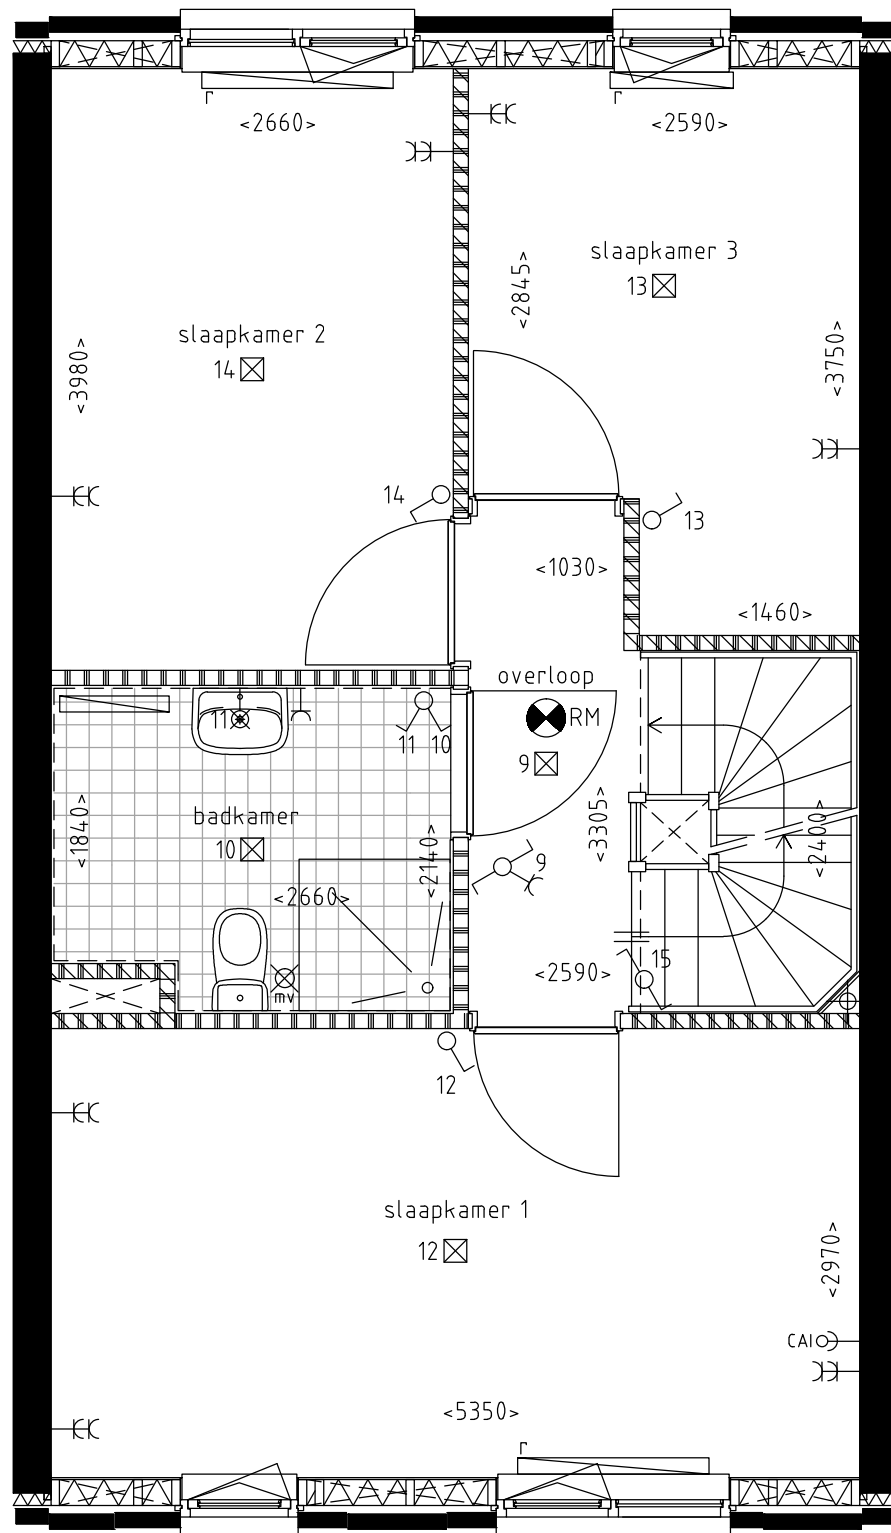 r
r
<2660>
<2590>
slaapkamer 3
13
<2845>
slaapkamer 2
14
<3980>
<3750>
14
13
<1030>
<1460>
overloop
RM
9
11
11
10
badkamer
10
<1840>
<2140>
<2660>
<3305>
<2400>
9
15
<2590>
mv
12
slaapkamer 1
12
<2970>
CAI
<5350>
r